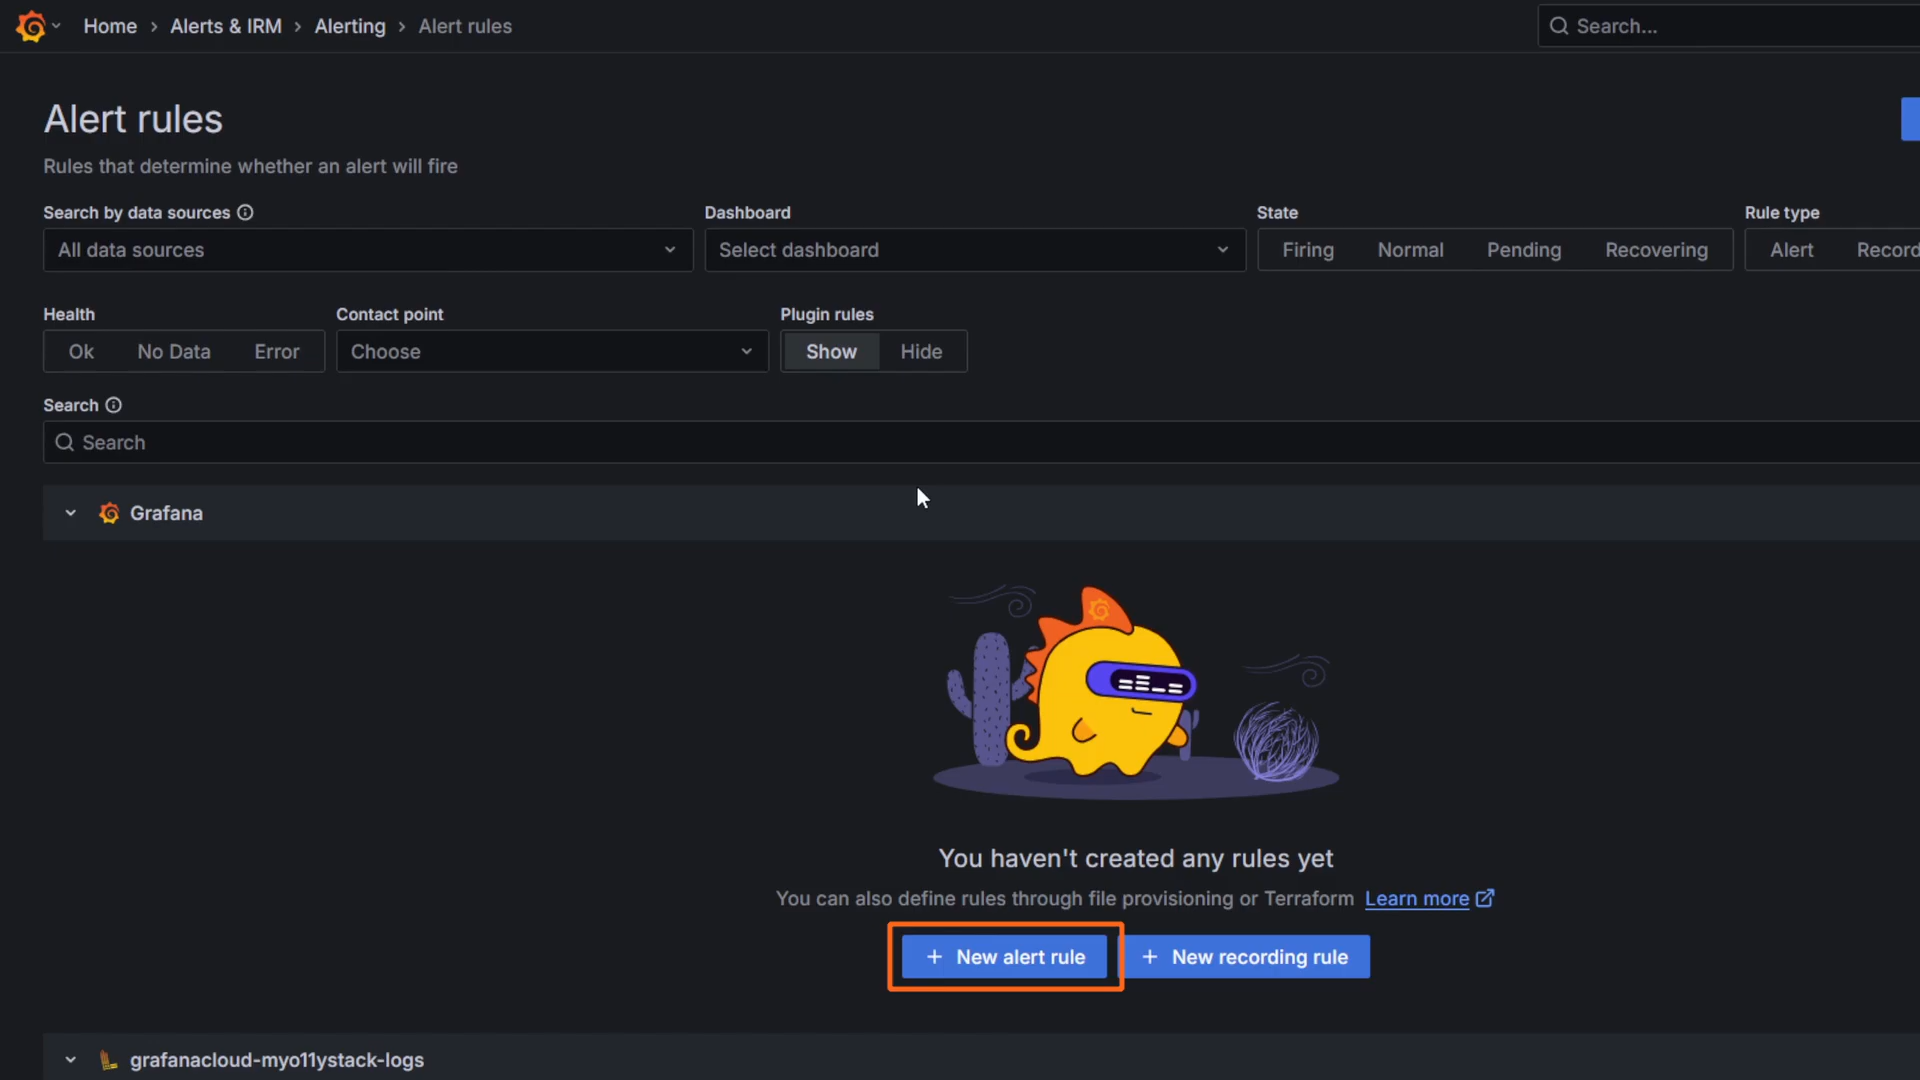 Home > Alerts & IRM > Alerting > Alert rules
Search...
Alert rules
Rules that determine whether an alert will fire
Search by data sources
Dashboard
State
Rule type
All data sources
Select dashboard
Firing Normal Pending Recovering
Alert Record
Health
Contact point
Plugin rules
Ok No Data Error
Choose
Show Hide
Search
Search
Grafana
You haven't created any rules yet
You can also define rules through file provisioning or Terraform Learn more
+ New alert rule
+ New recording rule
grafanacloud-myo11ystack-logs